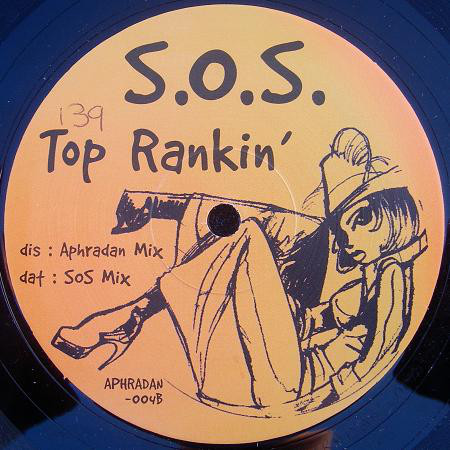 S.O.S.
139
Top Rankin'
dis : Aphradan Mix
dat : SoS Mix
APHRADAN
-004B